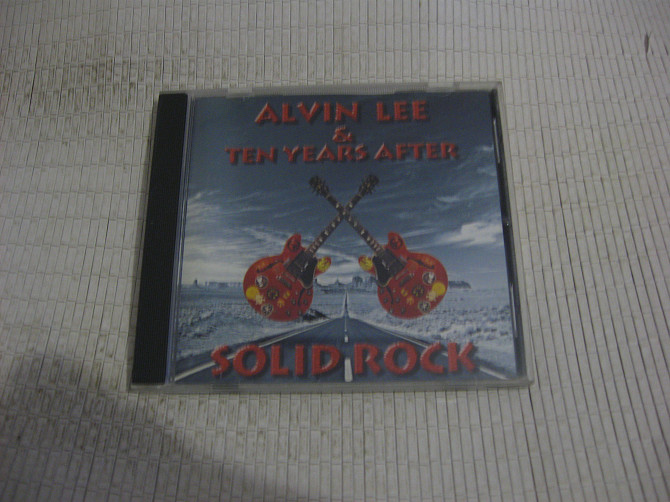 ALVIN LEE
&
TEN YEARS AFTER
SOLID ROCK